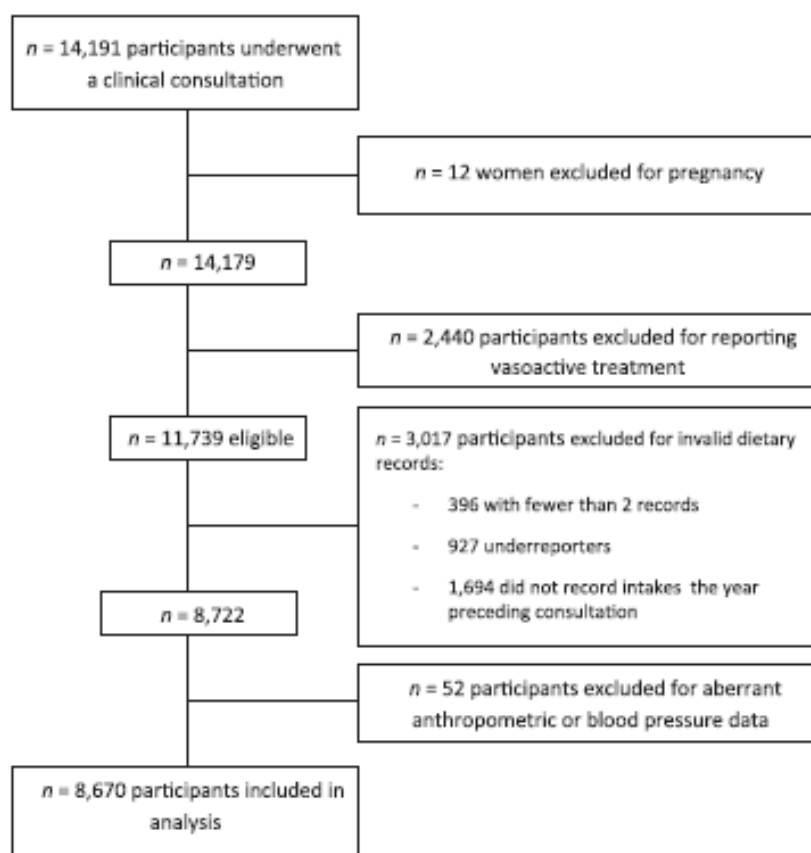 n = 14,191 participants underwent
a clinical consultation
n = 12 women excluded for pregnancy
n = 14,179
n = 2,440 participants excluded for reporting
vasoactive treatment
n = 11,739 eligible
n = 3,017 participants excluded for invalid dietary
records:
- 396 with fewer than 2 records
- 927 underreporters
- 1,694 did not record intakes the year
preceding consultation
n = 8,722
n = 52 participants excluded for aberrant
anthropometric or blood pressure data
n = 8,670 participants included in
analysis